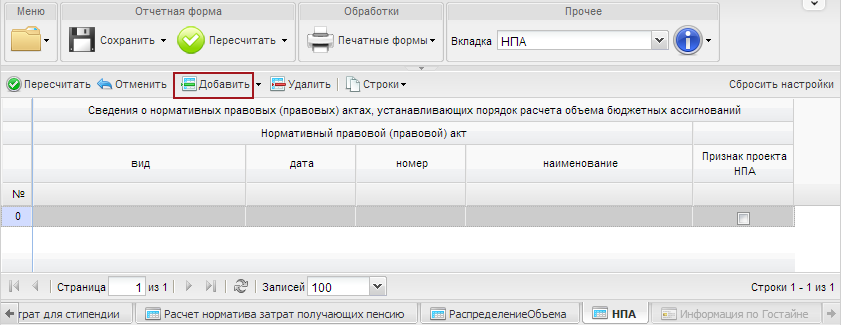 Меню
Отчетная форма
Обработки
Прочее
Сохранить
Пересчитать
Печатные формы
Вкладка НПА
Пересчитать Отменить Добавить Удалить Строки Сбросить настройки
Сведения о нормативных правовых (правовых) актах, устанавливающих порядок расчета объема бюджетных ассигнований
Нормативный правовой (правовой) акт
вид дата номер наименование
Признак проекта
НПА
№
0
Страница 1 из 1 Записей 100 Строки 1 - 1 из 1
трат для стипендии Расчет норматива затрат получающих пенсию РаспределениеОбъема НПА Информация по Гостайне